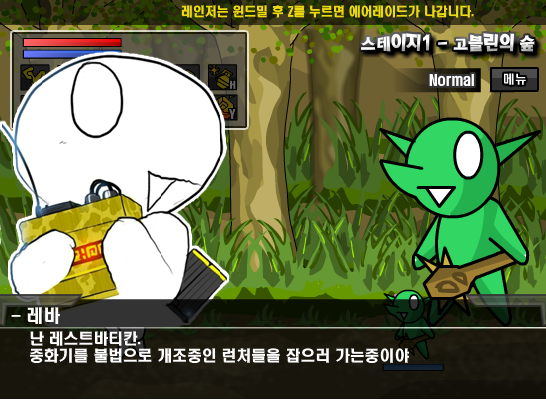 레인저는 윈드밀 후 Z를 누르면 에어레이드가 나갑니다.
스테이지1 - 고블린의 숲
Normal
메뉴
H
Y
- 레바
난 레스트바티칸.
중화기를 불법으로 개조중인 런처들을 잡으러 가는중이야